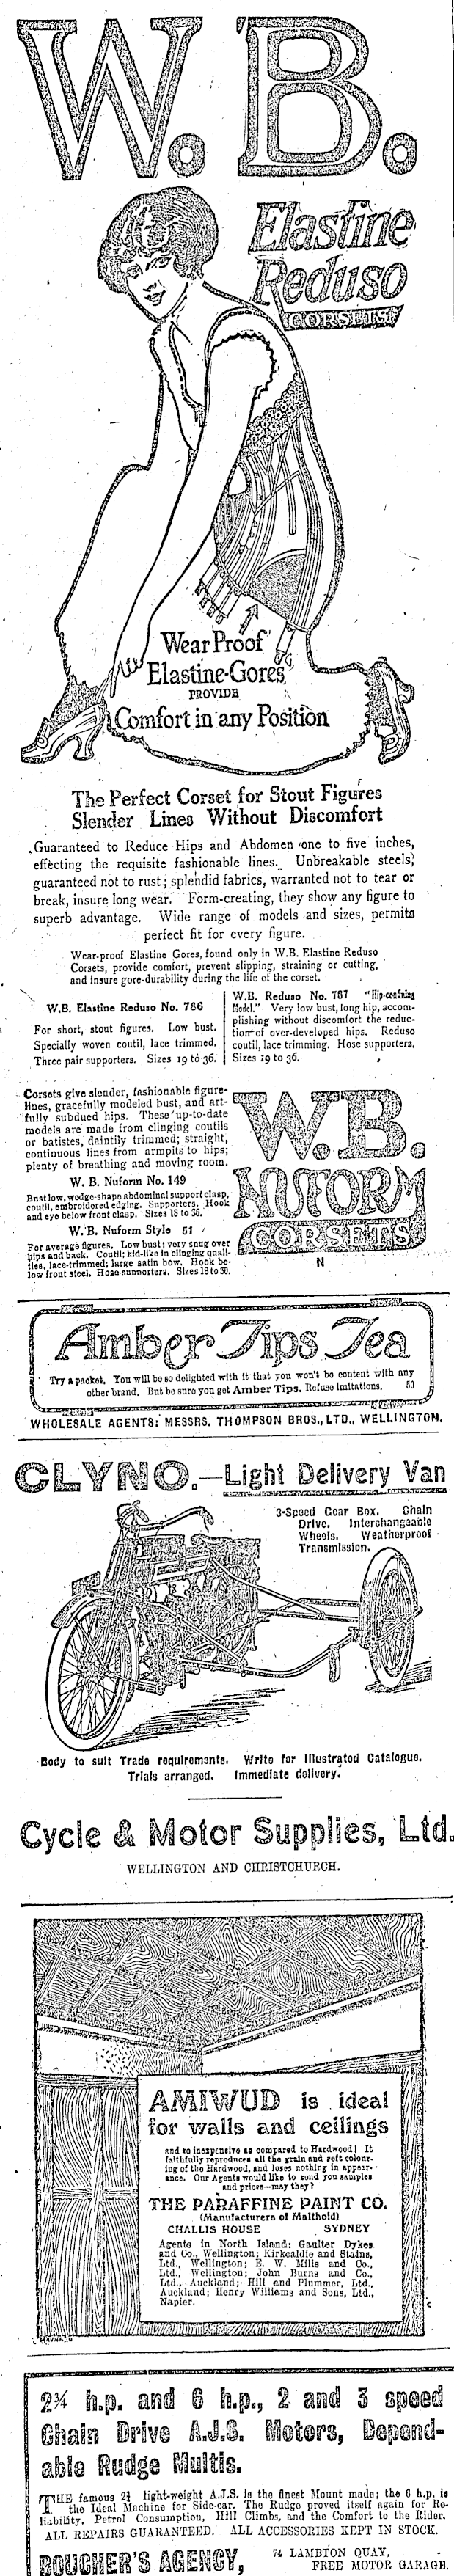 W. B.
Elastine
Reduso
CORSETS
Wear Proof
Elastine-Gores
PROVIDE
Comfort in any Position
The Perfect Corset for Stout Figures
Slender Lines Without Discomfort
Guaranteed to Reduce Hips and Abdomen one to five inches,
effecting the requisite fashionable lines. Unbreakable steels,
guaranteed not to rust; splendid fabrics, warranted not to tear or
break, insure long wear. Form-creating, they show any figure to
superb advantage. Wide range of models and sizes, permits
perfect fit for every figure.
Wear-proof Elastine Gores, found only in W.B. Elastine Reduso
Corsets, provide comfort, prevent slipping, straining or cutting,
and insure gore-durability during the life of the corset.
W.B. Elastine Reduso No. 786
For short, stout figures. Low bust.
Specially woven coutil, lace trimmed.
Three pair supporters. Sizes 19 to 36.
W.B. Reduso No. 787 "Hip-confining
Model." Very low bust, long hip, accom-
plishing without discomfort the reduc-
tion of over-developed hips. Reduso
coutil, lace trimming. Hose supporters.
Sizes 19 to 36.
Corsets give slender, fashionable figure-
lines, gracefully modeled bust, and art-
fully subdued hips. These up-to-date
models are made from clinging coutils
or batistes, daintily trimmed; straight,
continuous lines from armpits to hips;
plenty of breathing and moving room.
W. B. Nuform No. 149
Bust low, wedge-shape abdominal support clasp,
coutil, embroidered edging. Supporters. Hook
and eye below front clasp. Sizes 18 to 36.
W. B. Nuform Style 51
For average figures. Low bust; very snug over
hips and back. Coutil; kid-like in clinging quali-
ties, lace-trimmed; large satin bow. Hook be-
low front steel. Hose supporters. Sizes 18 to 30.
W.B.
NUFORM
CORSETS
N
Amber Tips Tea
Try a packet. You will be so delighted with it that you won't be content with any
other brand. But be sure you get Amber Tips. Refuse imitations. 50
WHOLESALE AGENTS: MESSRS. THOMPSON BROS., LTD., WELLINGTON.
CLYNO.—Light Delivery Van
3-Speed Gear Box. Chain
Drive. Interchangeable
Wheels. Weatherproof
Transmission.
Body to suit Trade requirements. Write for Illustrated Catalogue.
Trials arranged. Immediate delivery.
Cycle & Motor Supplies, Ltd.
WELLINGTON AND CHRISTCHURCH.
AMIWUD is ideal
for walls and ceilings
and so inexpensive as compared to Hardwood! It
faithfully reproduces all the grain and soft colour-
ing of the Hardwood, and loses nothing in appear-
ance. Our Agents would like to send you samples
and prices—may they?
THE PARAFFINE PAINT CO.
(Manufacturers of Malthoid)
CHALLIS HOUSE SYDNEY
Agents in North Island: Gaulter Dykes
and Co., Wellington; Kirkcaldie and Stains,
Ltd., Wellington; E. W. Mills and Co.,
Ltd., Wellington; John Burns and Co.,
Ltd., Auckland; Hill and Plummer, Ltd.,
Auckland; Henry Williams and Sons, Ltd.,
Napier.
2¾ h.p. and 6 h.p., 2 and 3 speed
Chain Drive A.J.S. Motors, Depend-
able Rudge Multis.
THE famous 2¾ light-weight A.J.S. is the finest Mount made; the 6 h.p. is
the Ideal Machine for Side-car. The Rudge proved itself again for Re-
liability, Petrol Consumption, Hill Climbs, and the Comfort to the Rider.
ALL REPAIRS GUARANTEED. ALL ACCESSORIES KEPT IN STOCK.
BOUCHER'S AGENCY,
74 LAMBTON QUAY,
FREE MOTOR GARAGE.